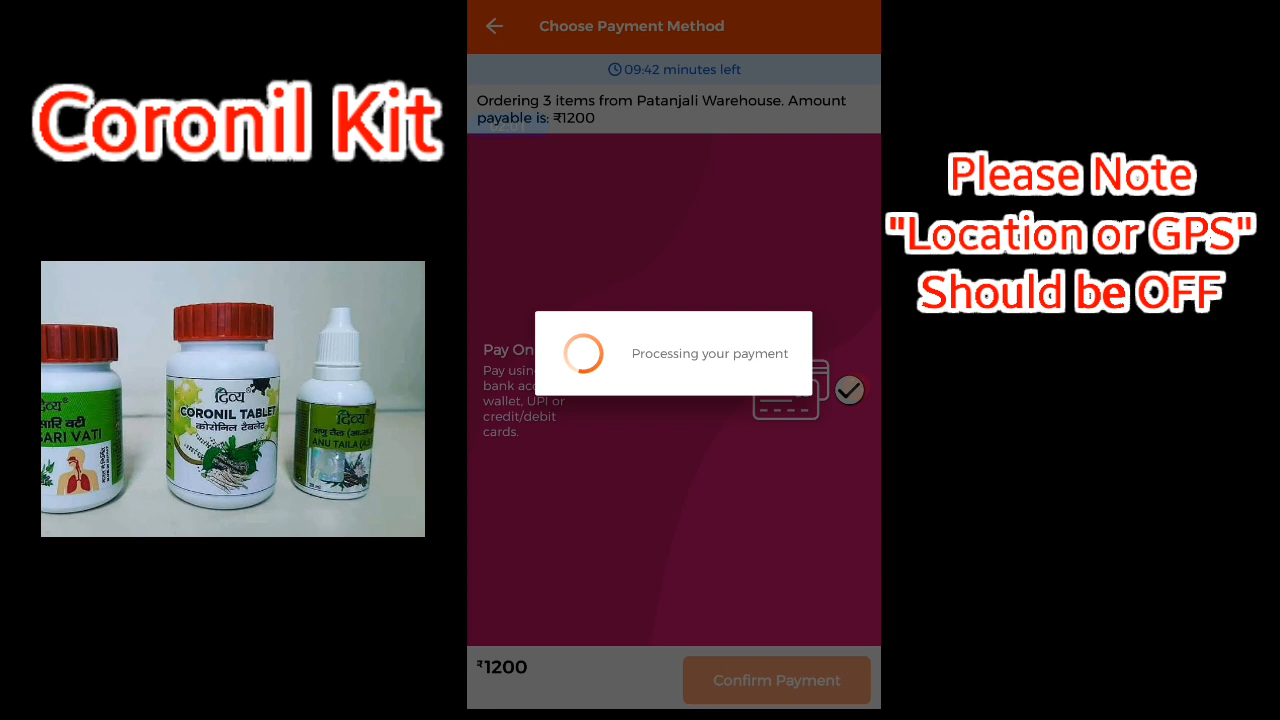 Coronil Kit
Choose Payment Method
09:42 minutes left
Ordering 3 items from Patanjali Warehouse. Amount
payable is: ₹1200
Please Note
"Location or GPS"
Should be OFF
दिव्य
CORONIL TABLET
कोरोनिल टैबलेट
SARI VATI
दिव्य
ANU TAILA
Processing your payment
Pay On
Pay
bank
wallet, UPI or
credit/debit
cards.
₹1200
Confirm Payment